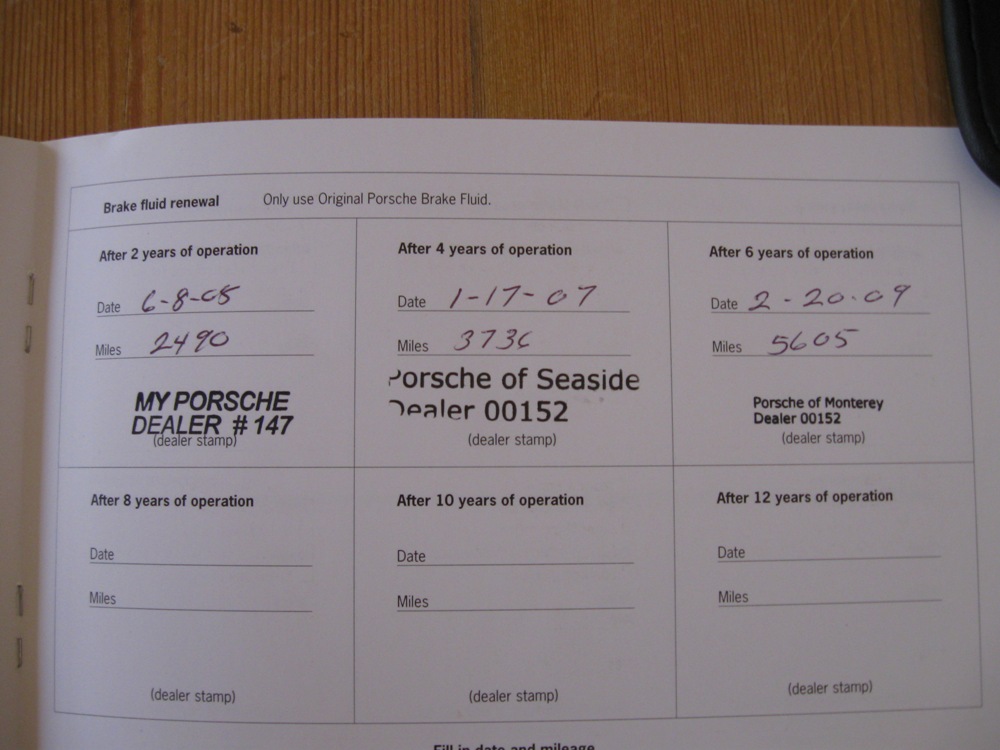 Brake fluid renewal Only use Original Porsche Brake Fluid.
After 2 years of operation
Date 6-8-05
Miles 2490
MY PORSCHE
DEALER # 147
(dealer stamp)
After 4 years of operation
Date 1-17-07
Miles 3736
Porsche of Seaside
Dealer 00152
(dealer stamp)
After 6 years of operation
Date 2-20-09
Miles 5605
Porsche of Monterey
Dealer 00152
(dealer stamp)
After 8 years of operation
Date
Miles
(dealer stamp)
After 10 years of operation
Date
Miles
(dealer stamp)
After 12 years of operation
Date
Miles
(dealer stamp)
Fill in date and mileage